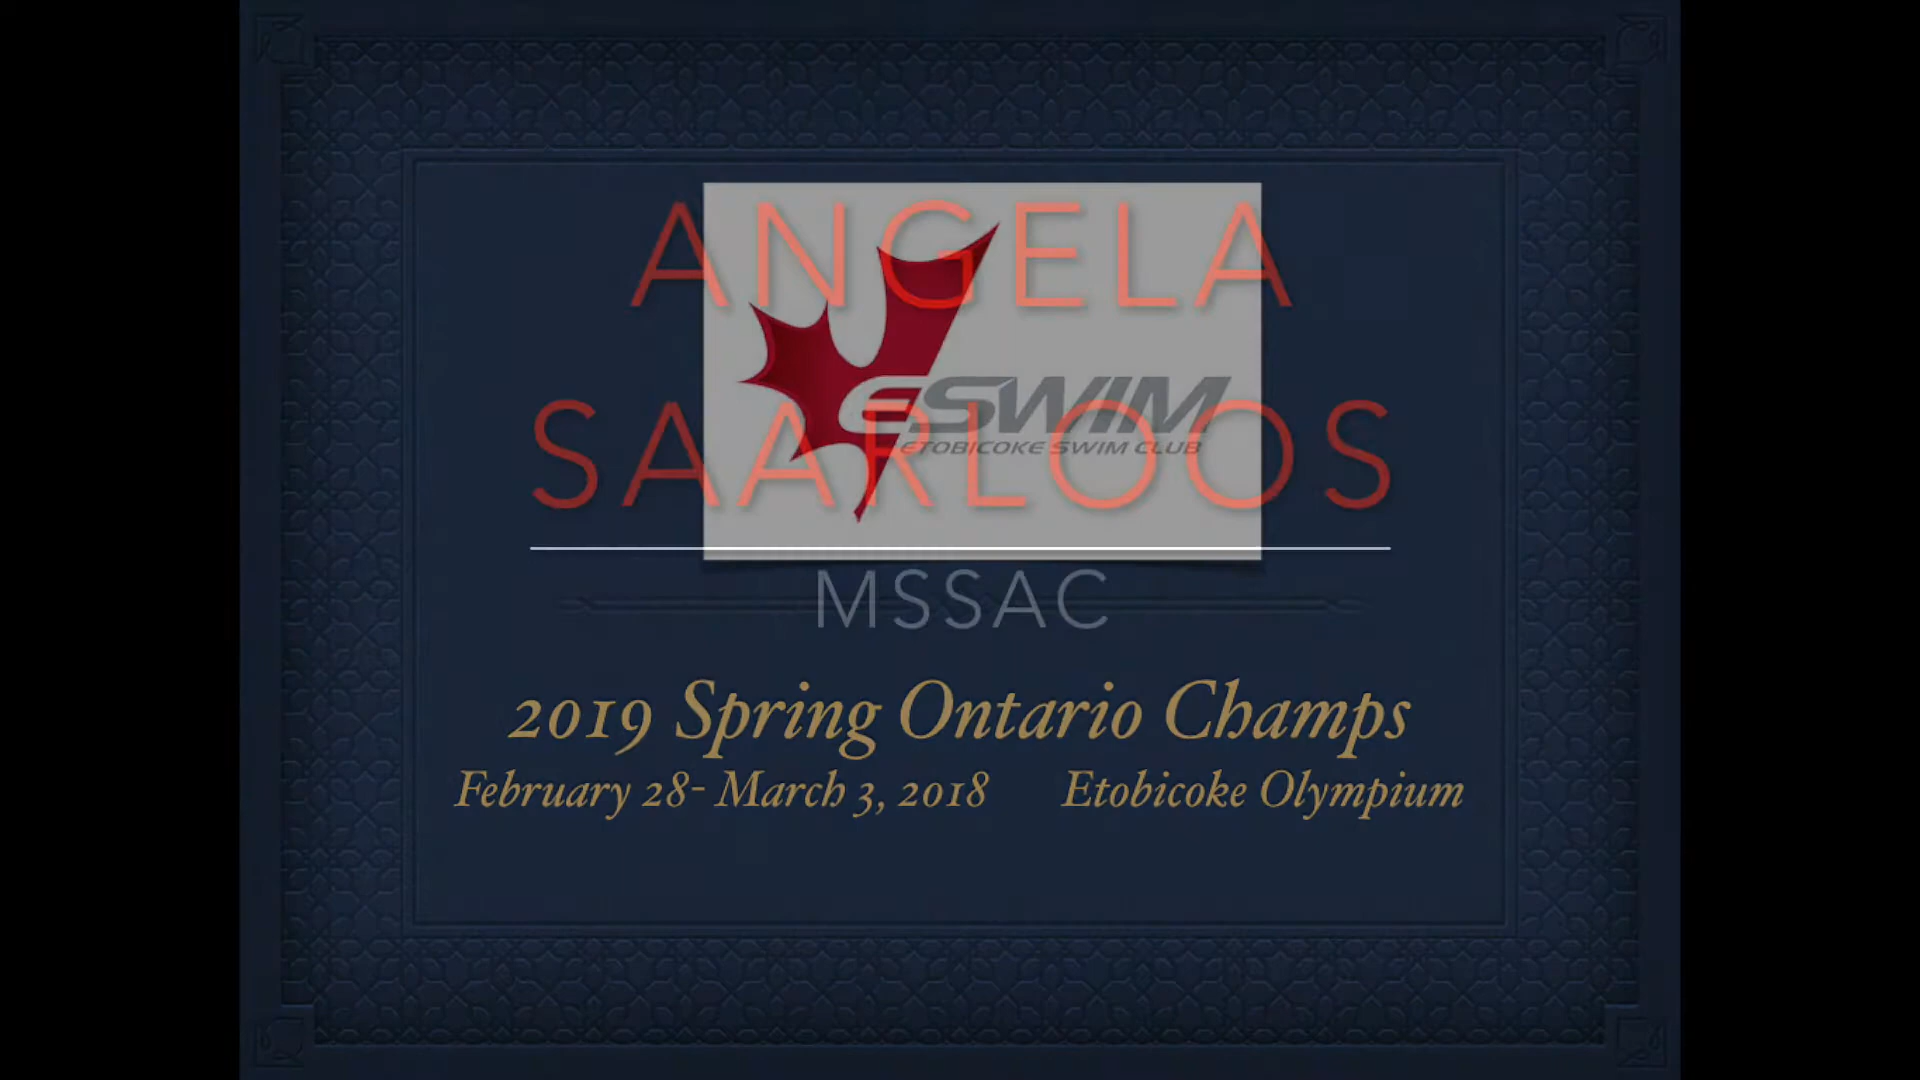 ANGELA
SAARLOOS
eSWIM
ETOBICOKE SWIM CLUB
MSSAC
2019 Spring Ontario Champs
February 28- March 3, 2018 Etobicoke Olympium